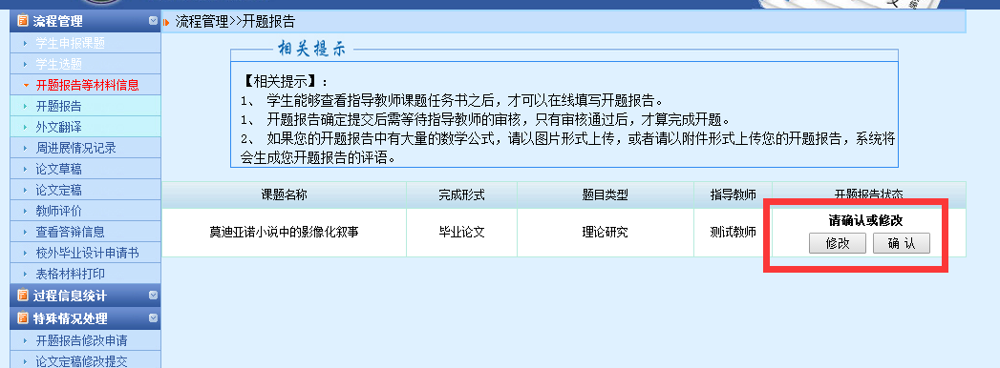 流程管理
学生申报课题
学生选题
开题报告等材料信息
开题报告
外文翻译
周进展情况记录
论文草稿
论文定稿
教师评价
查看答辩信息
校外毕业设计申请书
表格材料打印
过程信息统计
特殊情况处理
开题报告修改申请
论文定稿修改提交
流程管理>>开题报告
相关提示
【相关提示】：
1、 学生能够查看指导教师课题任务书之后，才可以在线填写开题报告。
1、 开题报告确定提交后需等待指导教师的审核，只有审核通过后，才算完成开题。
2、 如果您的开题报告中有大量的数学公式，请以图片形式上传，或者请以附件形式上传您的开题报告，系统将
会生成您开题报告的评语。
课题名称 完成形式 题目类型 指导教师 开题报告状态
莫迪亚诺小说中的影像化叙事 毕业论文 理论研究 测试教师 请确认或修改
修改 确 认